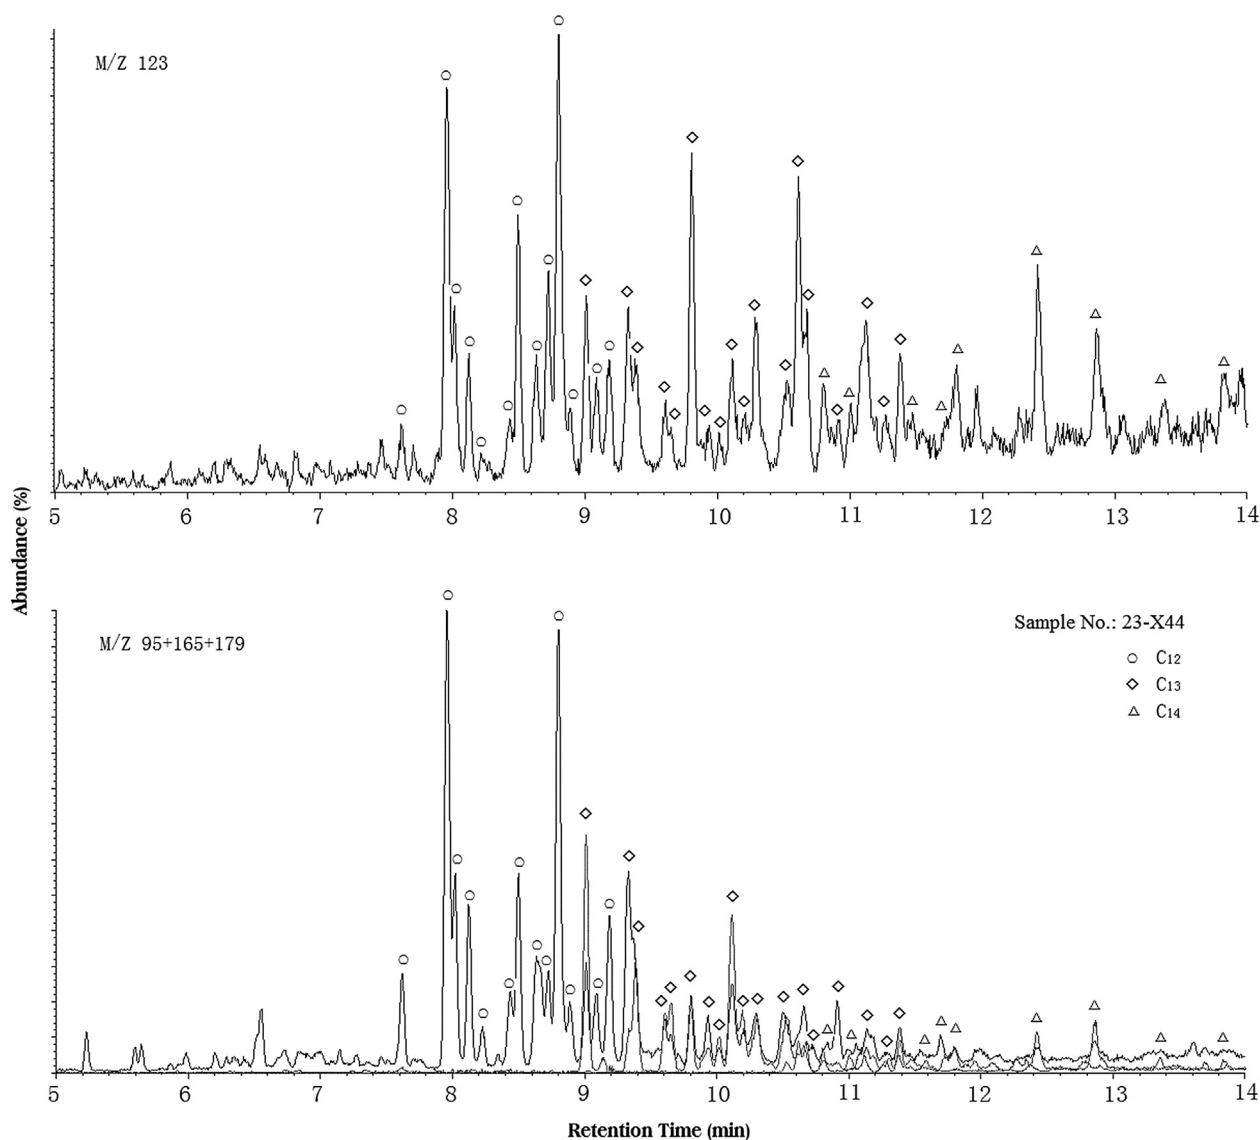 M/Z 123
5 6 7 8 9 10 11 12 13 14
Abundance (%)
M/Z 95+165+179
Sample No.: 23-X44
C₁₂
C₁₃
C₁₄
5 6 7 8 9 10 11 12 13 14
Retention Time (min)